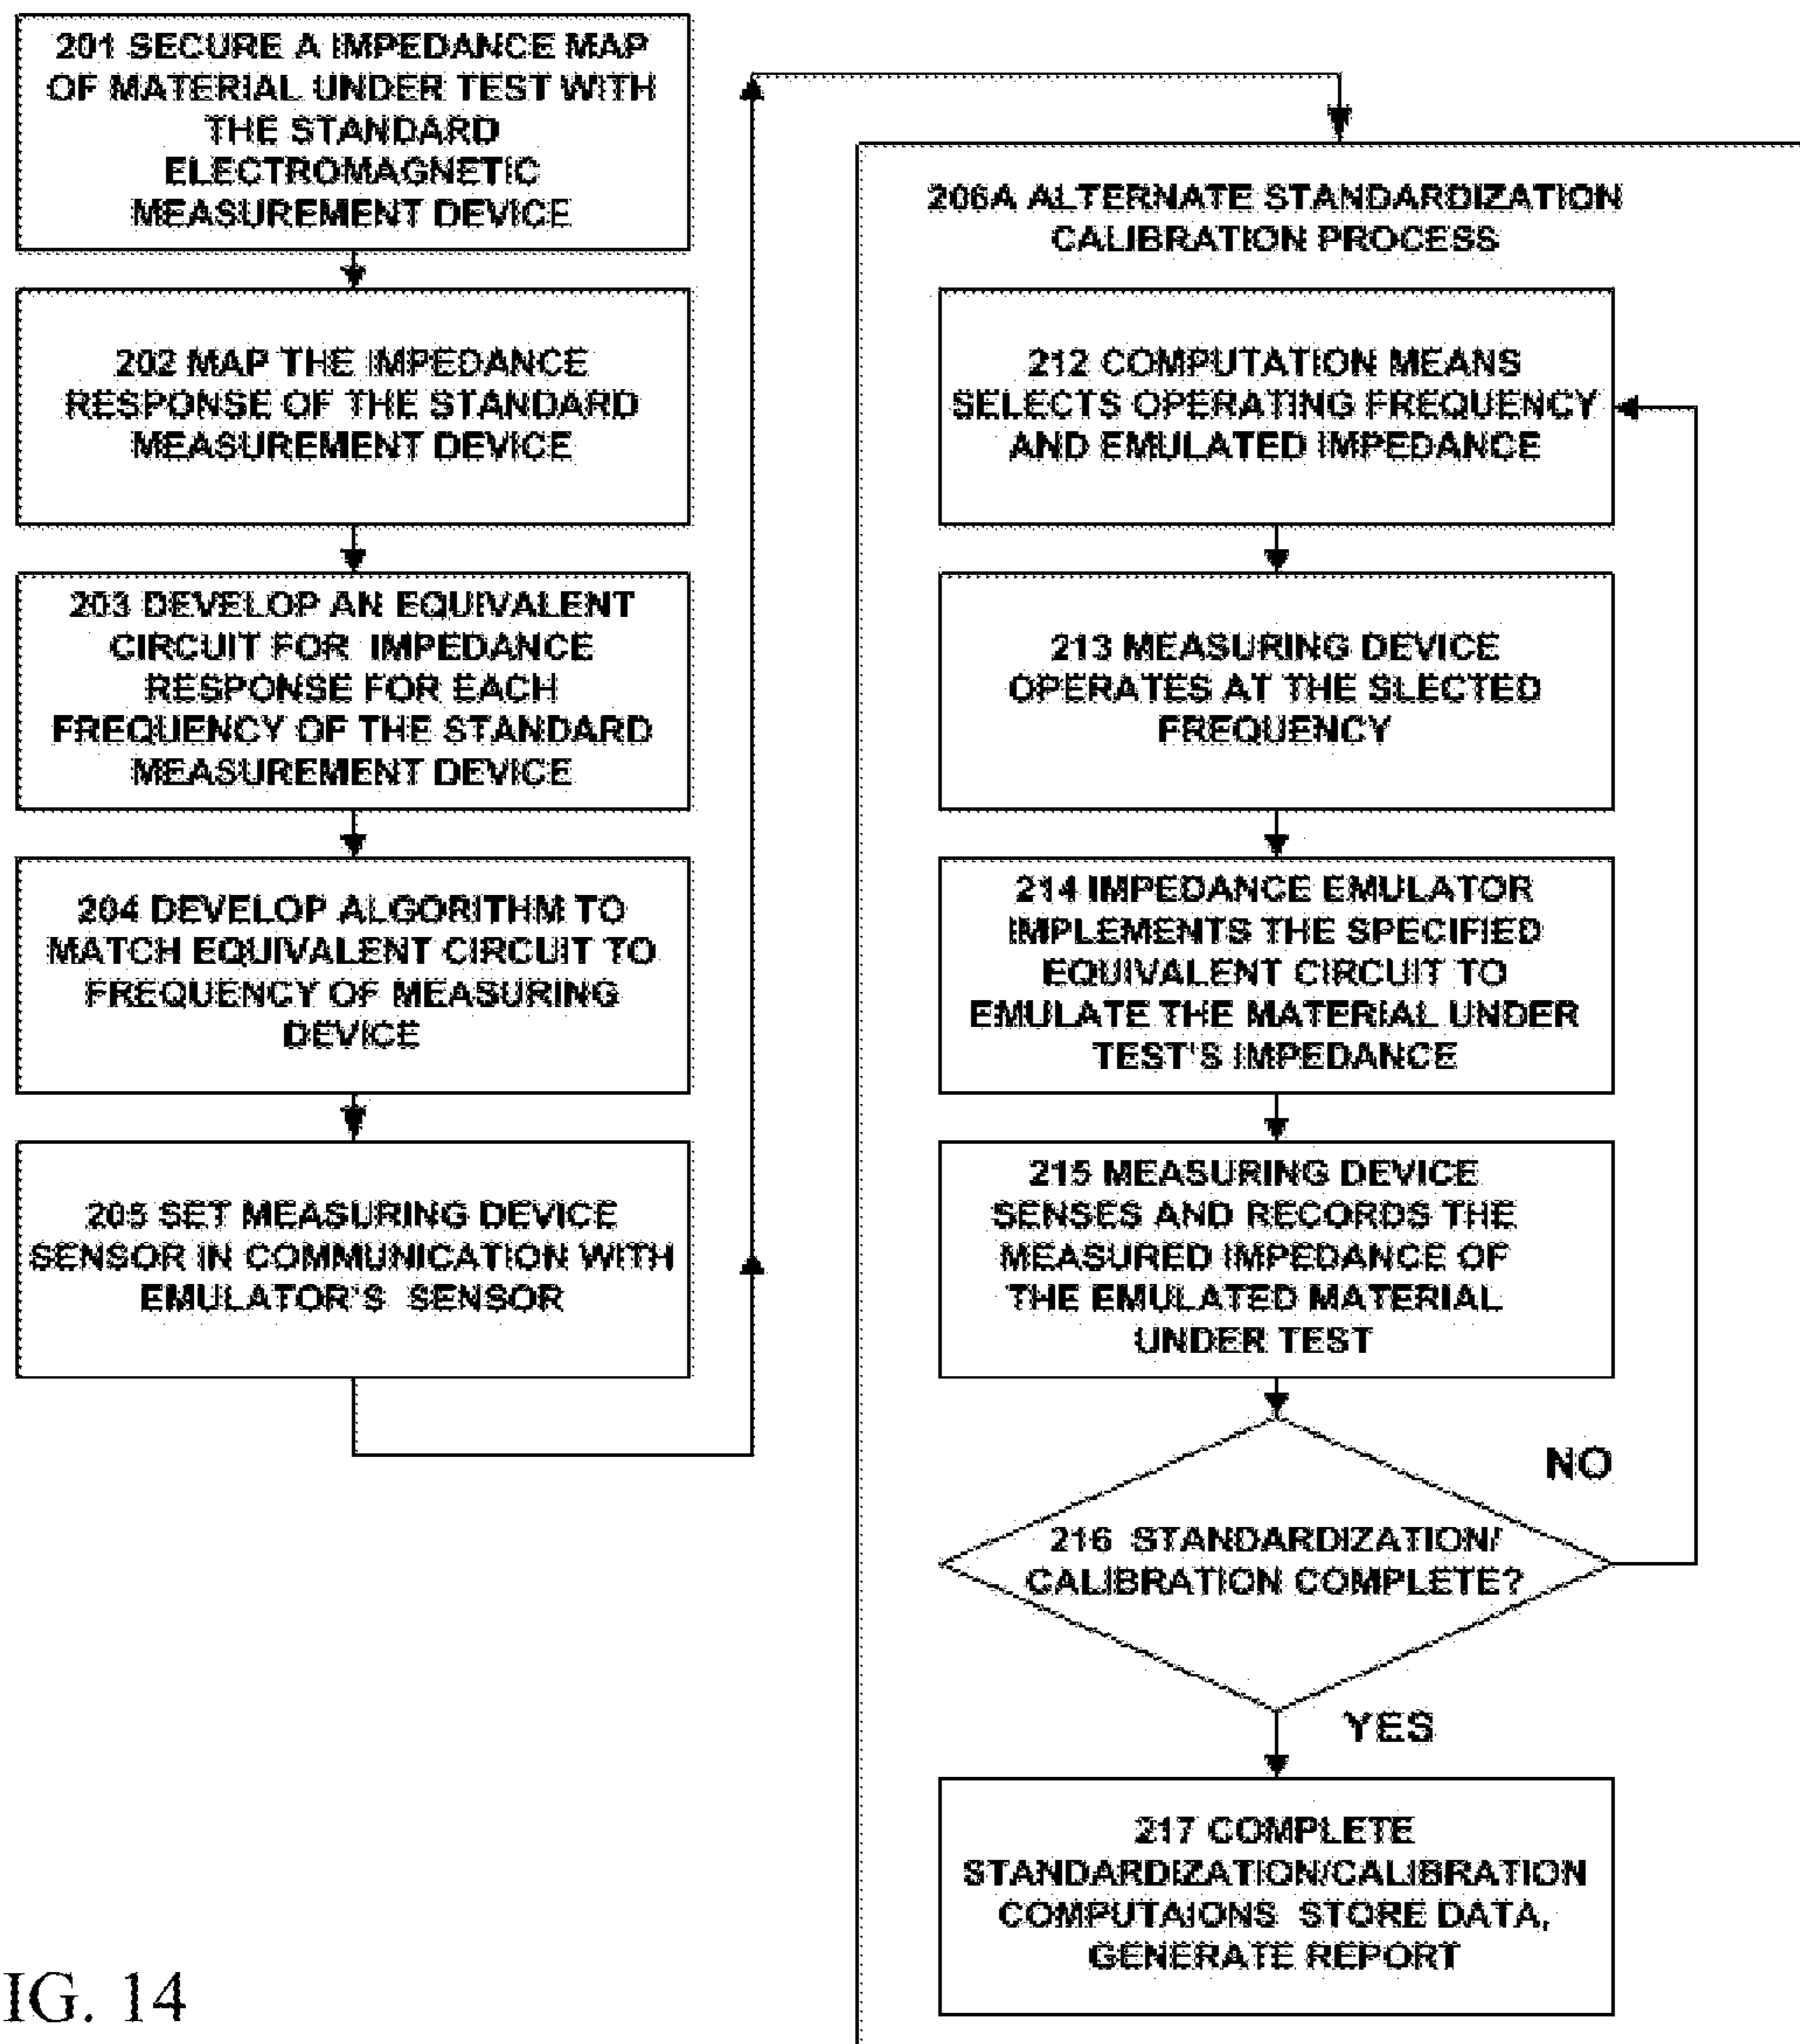 201 SECURE A IMPEDANCE MAP
OF MATERIAL UNDER TEST WITH
THE STANDARD
ELECTROMAGNETIC
MEASUREMENT DEVICE
202 MAP THE IMPEDANCE
RESPONSE OF THE STANDARD
MEASUREMENT DEVICE
203 DEVELOP AN EQUIVALENT
CIRCUIT FOR IMPEDANCE
RESPONSE FOR EACH
FREQUENCY OF THE STANDARD
MEASUREMENT DEVICE
204 DEVELOP ALGORITHM TO
MATCH EQUIVALENT CIRCUIT TO
FREQUENCY OF MEASURING
DEVICE
205 SET MEASURING DEVICE
SENSOR IN COMMUNICATION WITH
EMULATOR'S SENSOR
206A ALTERNATE STANDARDIZATION
CALIBRATION PROCESS
212 COMPUTATION MEANS
SELECTS OPERATING FREQUENCY
AND EMULATED IMPEDANCE
213 MEASURING DEVICE
OPERATES AT THE SLECTED
FREQUENCY
214 IMPEDANCE EMULATOR
IMPLEMENTS THE SPECIFIED
EQUIVALENT CIRCUIT TO
EMULATE THE MATERIAL UNDER
TEST'S IMPEDANCE
215 MEASURING DEVICE
SENSES AND RECORDS THE
MEASURED IMPEDANCE OF
THE EMULATED MATERIAL
UNDER TEST
NO
216 STANDARDIZATION/
CALIBRATION COMPLETE?
YES
217 COMPLETE
STANDARDIZATION/CALIBRATION
COMPUTAIONS STORE DATA,
GENERATE REPORT
IG. 14